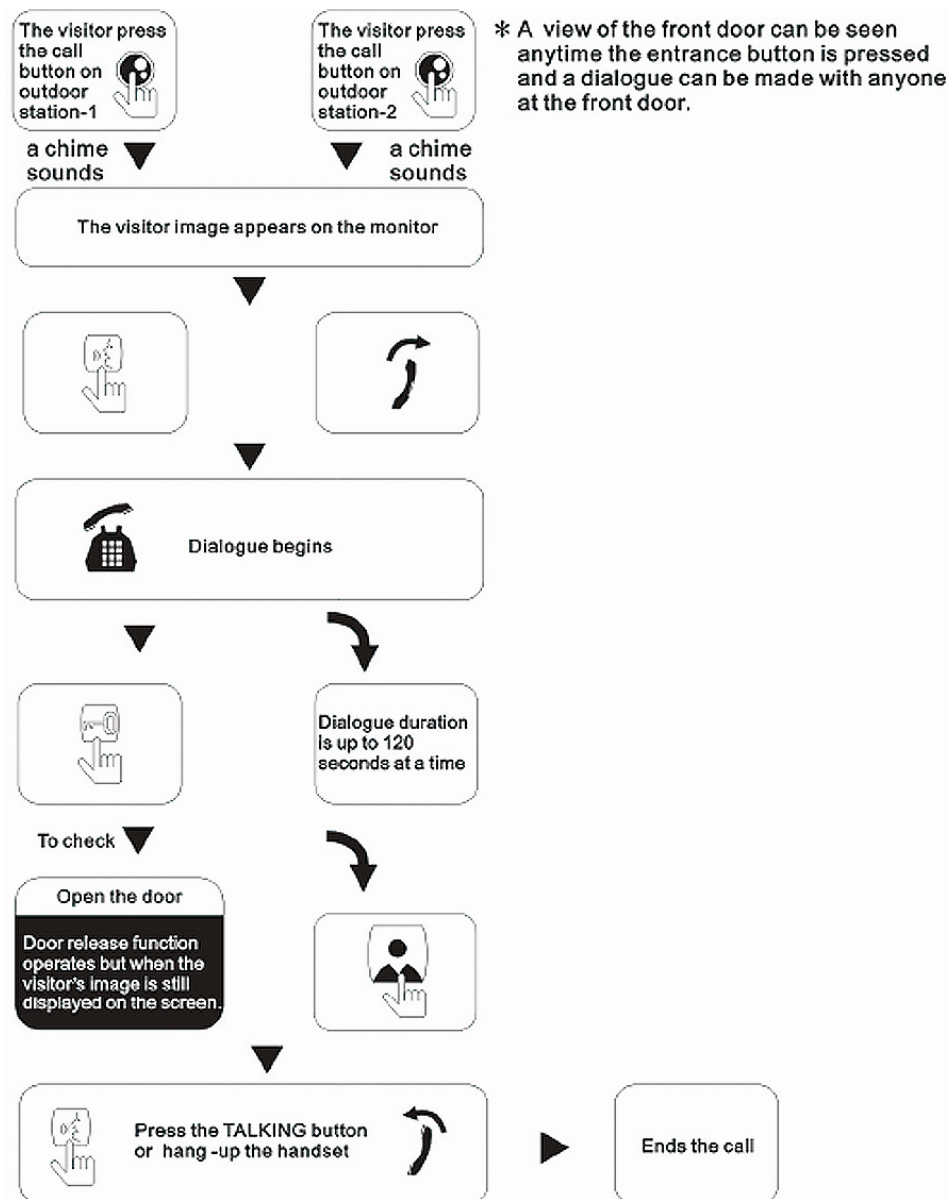 The visitor press
the call
button on
outdoor
station-1
The visitor press
the call
button on
outdoor
station-2
* A view of the front door can be seen
anytime the entrance button is pressed
and a dialogue can be made with anyone
at the front door.
a chime
sounds
a chime
sounds
The visitor image appears on the monitor
Dialogue begins
Dialogue duration
is up to 120
seconds at a time
To check
Open the door
Door release function
operates but when the
visitor's image is still
displayed on the screen.
Press the TALKING button
or hang-up the handset
Ends the call